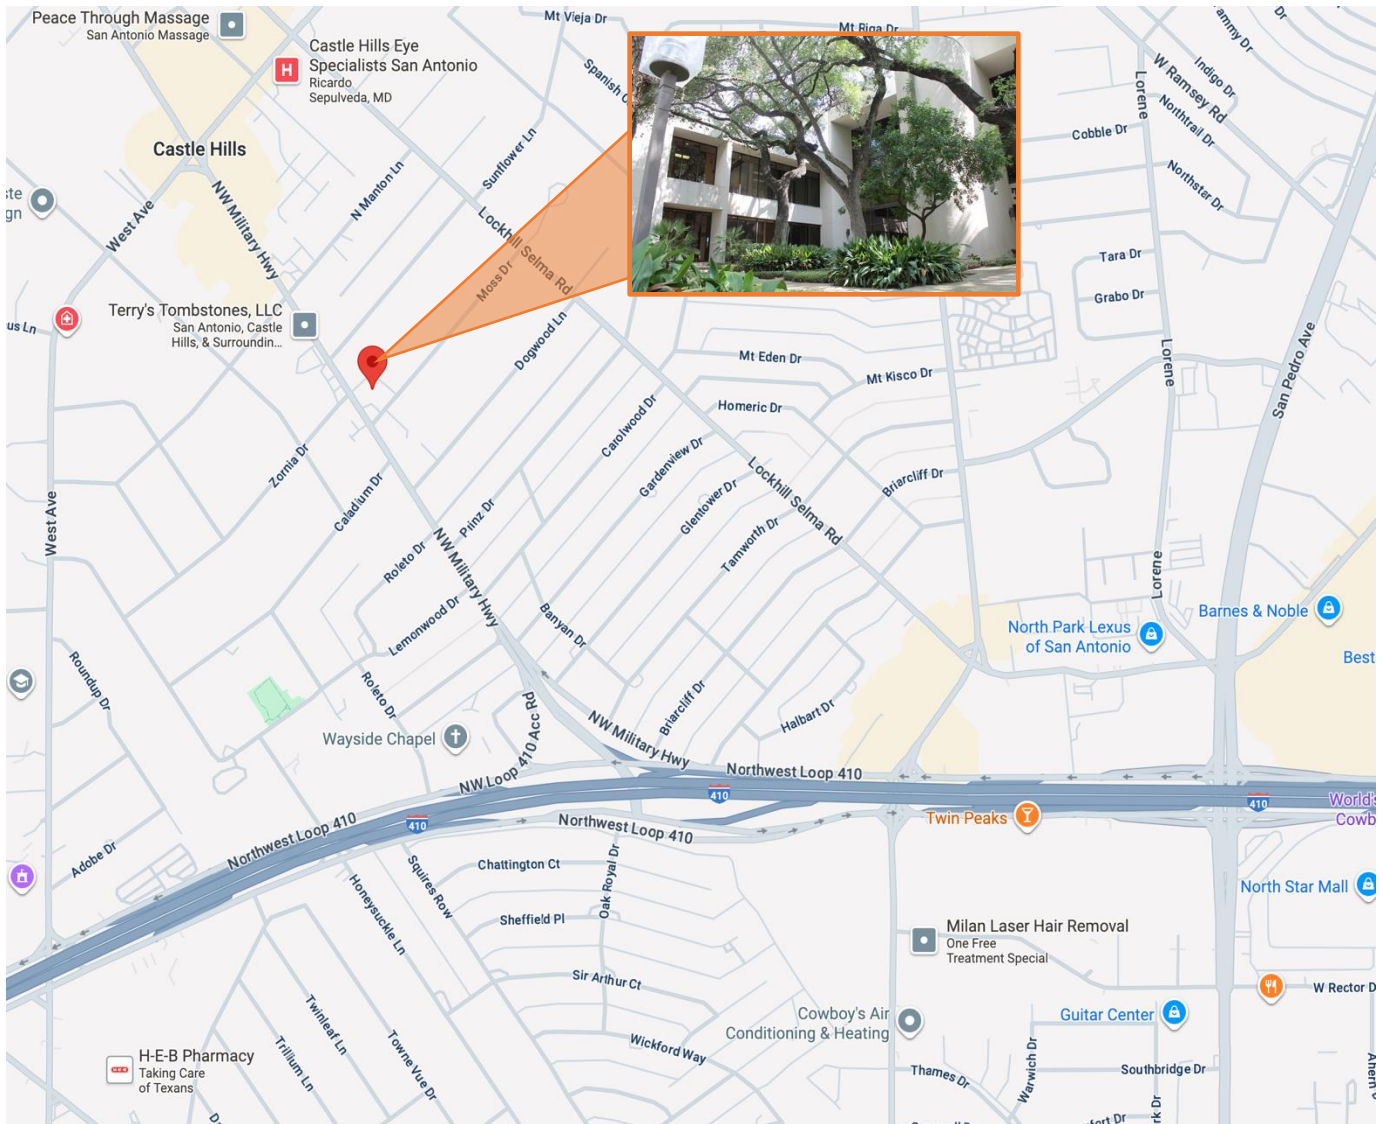 Peace Through Massage
San Antonio Massage
Castle Hills Eye
Specialists San Antonio
Ricardo
Sepulveda, MD
Mt Vieja Dr
Mt Riga Dr
Dr
Indigo Dr
W Ramsey Rd
Lorene
Northtrail Dr
Cobble Dr
Northstar Dr
Castle Hills
N Manton Ln
Sunflower Ln
West Ave
NW Military Hwy
Lockhill Selma Rd
Moss Dr
Tara Dr
Grabo Dr
Terry's Tombstones, LLC
San Antonio, Castle
Hills, & Surroundin...
us Ln
Dogwood Ln
Lorene
San Pedro Ave
Mt Eden Dr
Mt Kisco Dr
Homeric Dr
Carolwood Dr
Gardenview Dr
Zornia Dr
Caladium Dr
Glentower Dr
Lockhill Selma Rd
Briarcliff Dr
West Ave
Prinz Dr
Roleto Dr
NW Military Hwy
Tamworth Dr
Lorene
Lemonwood Dr
Banyan Dr
Barnes & Noble
North Park Lexus
of San Antonio
Best
Roundup Dr
Roleto Dr
Briarcliff Dr
Halbart Dr
Wayside Chapel
NW Loop 410 Acc Rd
NW Military Hwy
Northwest Loop 410
410
410
410
Twin Peaks
World's
Cowb
Northwest Loop 410
Northwest Loop 410
Adobe Dr
Chattington Ct
Squires Row
Honeysuckle Ln
Oak Royal Dr
North Star Mall
Sheffield Pl
Milan Laser Hair Removal
One Free
Treatment Special
Sir Arthur Ct
W Rector D
Cowboy's Air
Conditioning & Heating
Guitar Center
Twinleaf Ln
Trillium Ln
Towne Vue Dr
Wickford Way
H-E-B Pharmacy
Taking Care
of Texans
Thames Dr
Warwich Dr
Southbridge Dr